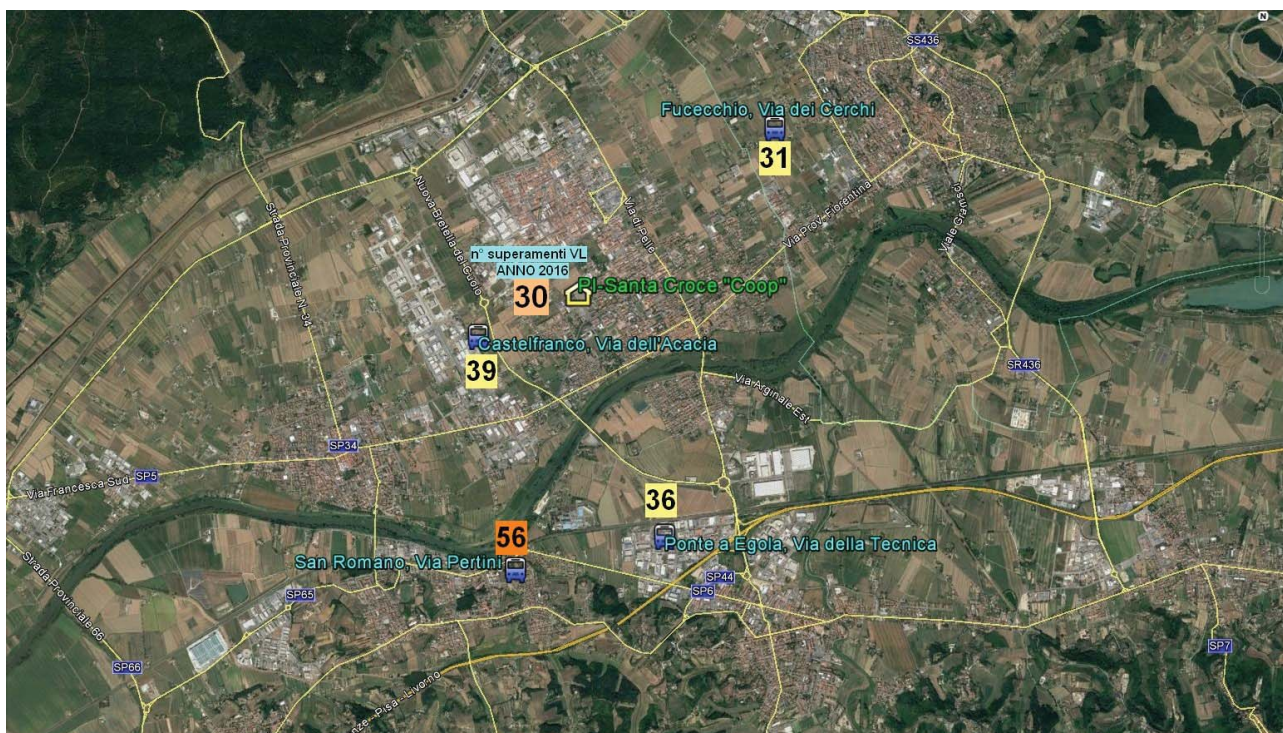 N
SS436
Fucecchio, Via dei Cerchi
31
Nuova Bretella del Cuoio
Via di Pelle
Via Prov. Fiorentina
Strada Provinciale N. 34
n° superamenti VL
ANNO 2016
30
PI-Santa Croce "Coop"
Castelfranco, Via dell'Acacia
39
SR436
Via Arginale Est
SP34
SP5
Via Francesca Sud
36
56
Ponte a Egola, Via della Tecnica
San Romano, Via Pertini
SP44
SP6
SP65
Strada Provinciale 66
SP66
SP7
Pisa - Livorno